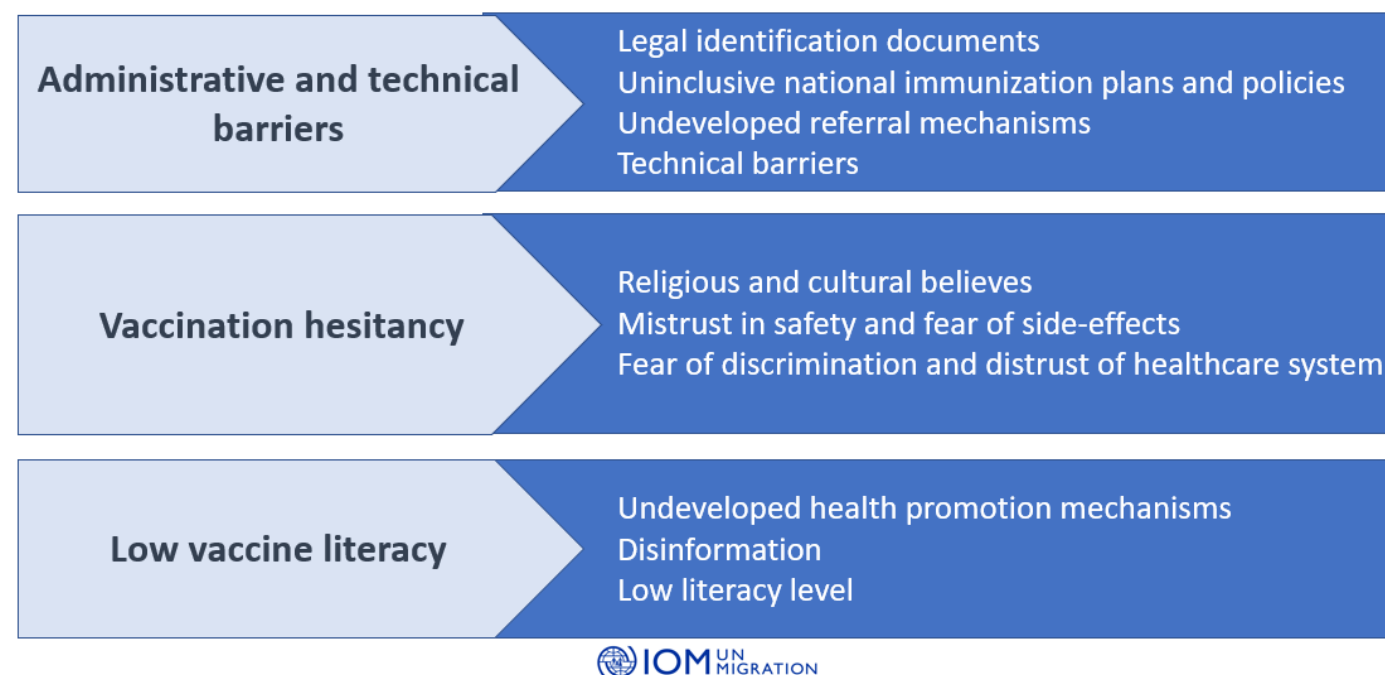 Administrative and technical
barriers
Legal identification documents
Uninclusive national immunization plans and policies
Undeveloped referral mechanisms
Technical barriers
Vaccination hesitancy
Religious and cultural believes
Mistrust in safety and fear of side-effects
Fear of discrimination and distrust of healthcare system
Low vaccine literacy
Undeveloped health promotion mechanisms
Disinformation
Low literacy level
IOM UN
MIGRATION